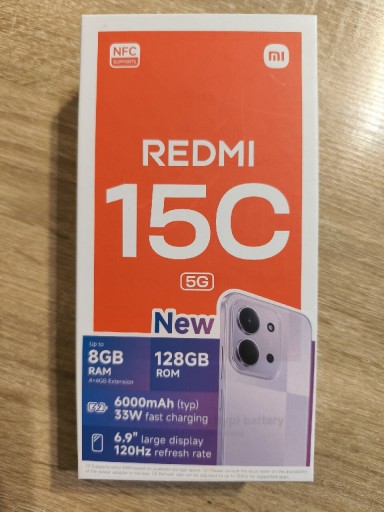 NFC
SUPPORTS
mi
REDMI
15C
5G
New
Up to
8GB
RAM
4+4GB Extension
128GB
ROM
6000mAh (typ)
33W fast charging
6.9" large display
120Hz refresh rate